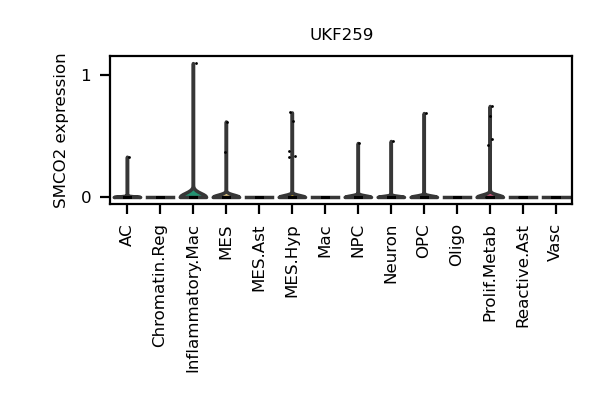 UKF259
SMCO2 expression
1
0
AC
Chromatin.Reg
Inflammatory.Mac
MES
MES.Ast
MES.Hyp
Mac
NPC
Neuron
OPC
Oligo
Prolif.Metab
Reactive.Ast
Vasc